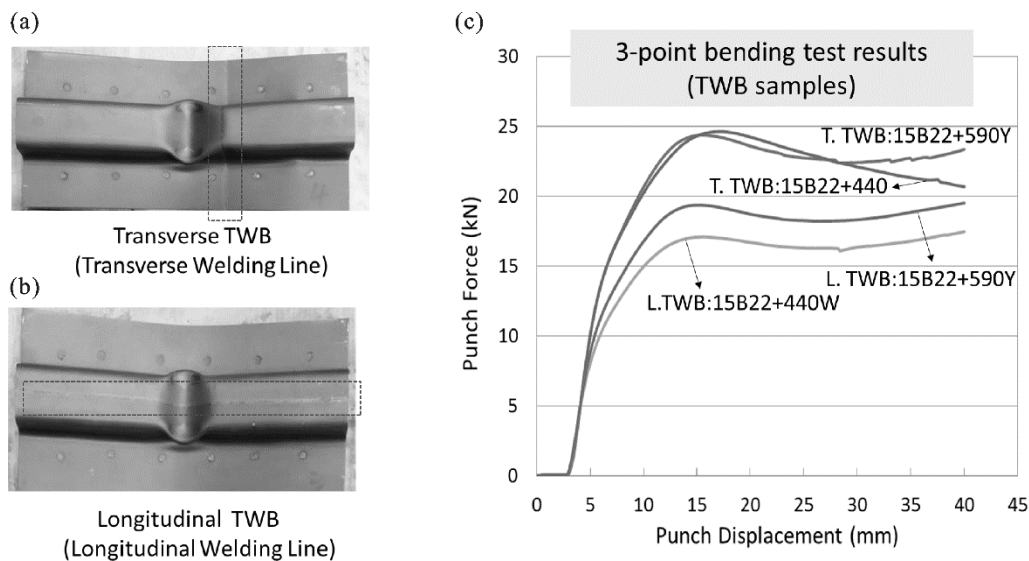 (a)
Transverse TWB
(Transverse Welding Line)
(b)
Longitudinal TWB
(Longitudinal Welding Line)
(c)
3-point bending test results
(TWB samples)
30
25
20
15
10
5
0
Punch Force (kN)
T. TWB:15B22+590Y
T. TWB:15B22+440
L. TWB:15B22+590Y
L.TWB:15B22+440W
0 5 10 15 20 25 30 35 40 45
Punch Displacement (mm)